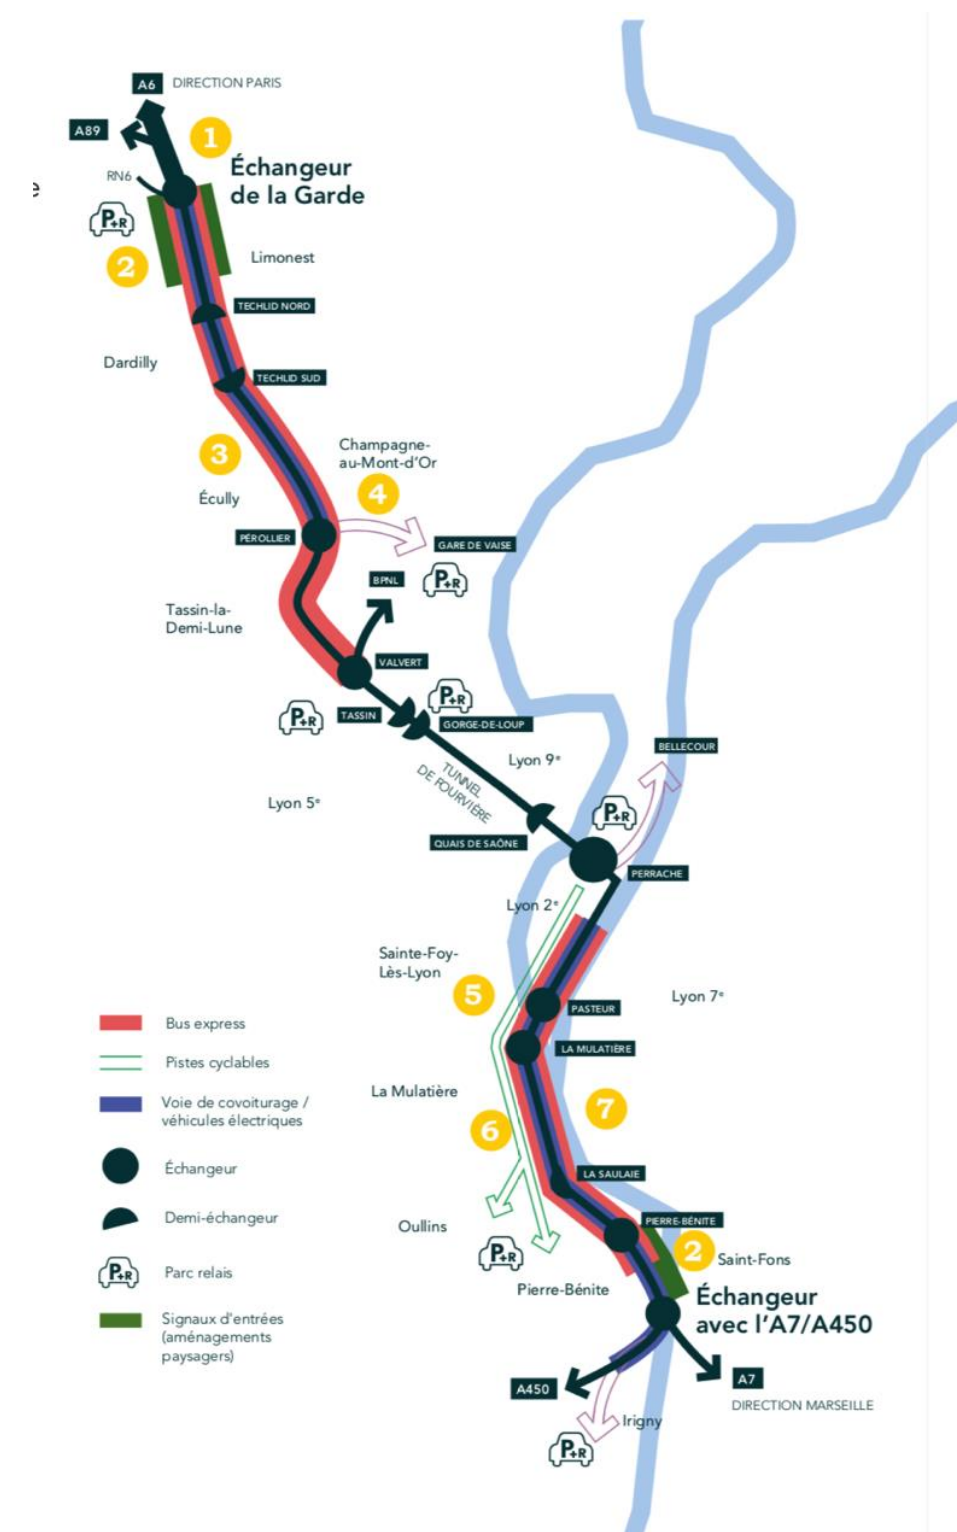 A6 DIRECTION PARIS
A89
1
Échangeur
de la Garde
RN6
e
P+R
2
Limonest
TECHLID NORD
Dardilly
TECHLID SUD
3
Champagne-
au-Mont-d'Or
4
Écully
PÉROLLIER
GARE DE VAISE
P+R
BPNL
Tassin-la-
Demi-Lune
VALVERT
P+R
P+R
TASSIN
GORGE-DE-LOUP
BELLECOUR
Lyon 9e
TUNNEL
DE FOURVIÈRE
Lyon 5e
P+R
QUAIS DE SAÔNE
PERRACHE
Lyon 2e
Sainte-Foy-
Lès-Lyon
5
Lyon 7e
PASTEUR
LA MULATIÈRE
La Mulatière
7
6
LA SAULAIE
Oullins
PIERRE-BÉNITE
P+R
2
Saint-Fons
Pierre-Bénite
Échangeur
avec l'A7/A450
A450
A7
DIRECTION MARSEILLE
Irigny
P+R
Bus express
Pistes cyclables
Voie de covoiturage /
véhicules électriques
Échangeur
Demi-échangeur
P+R
Parc relais
Signaux d'entrées
(aménagements
paysagers)